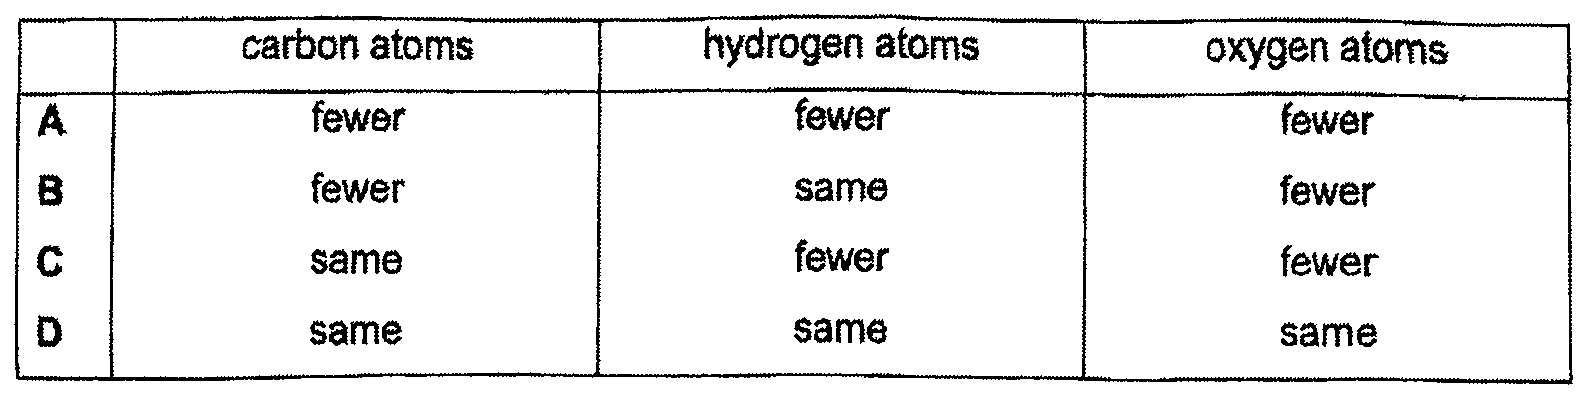 carbon atoms hydrogen atoms oxygen atoms
A fewer fewer fewer
B fewer same fewer
C same fewer fewer
D same same same